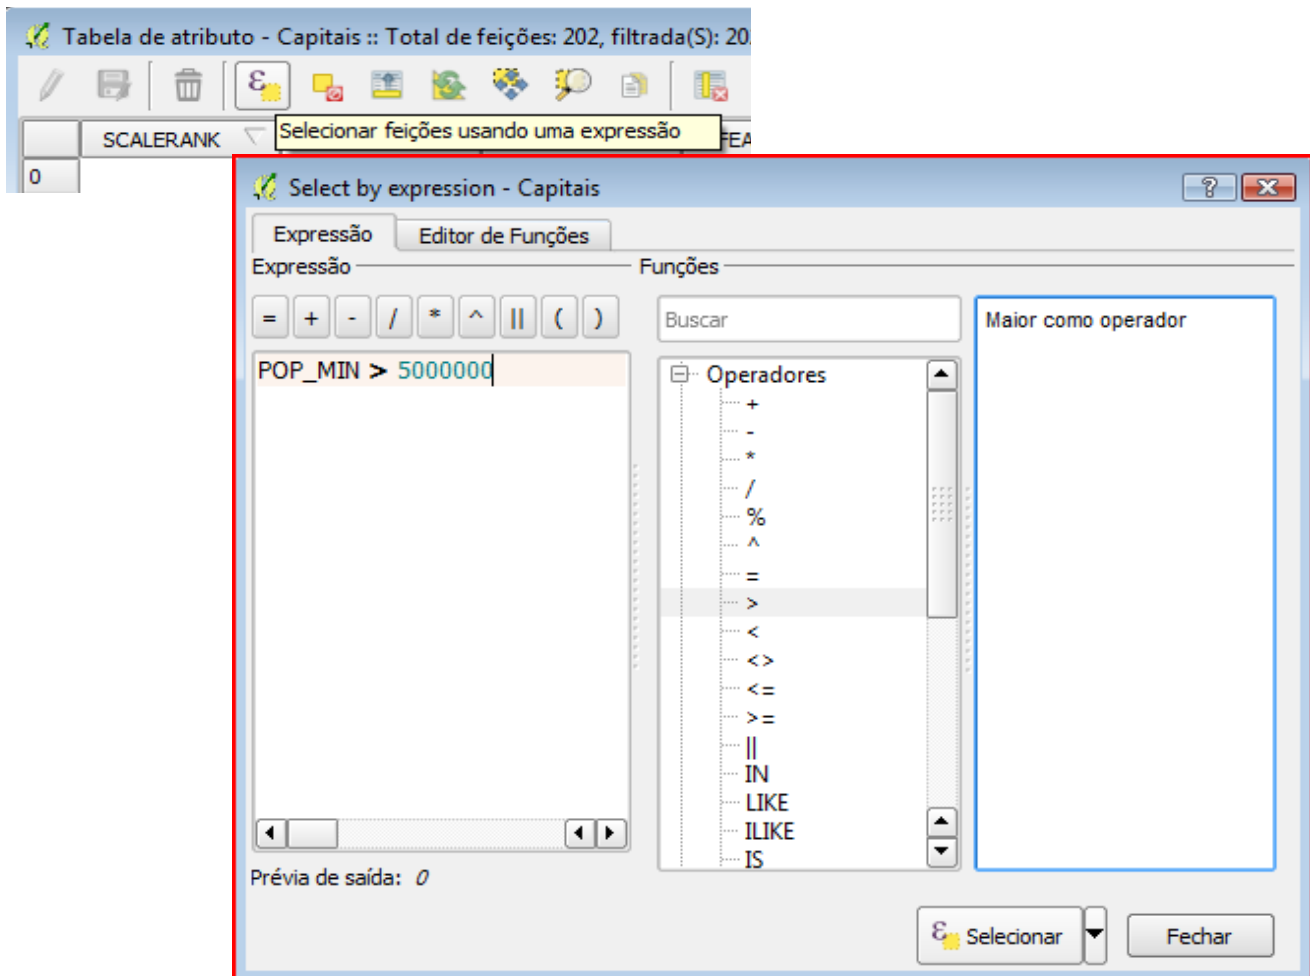 Tabela de atributo - Capitais :: Total de feições: 202, filtrada(S): 20
ε
SCALERANK
Selecionar feições usando uma expressão
FEA
0
Select by expression - Capitais
?
Expressão Editor de Funções
Expressão Funções
= + - / * ^ || ( )
Buscar
Maior como operador
POP_MIN > 5000000
Operadores
+
-
*
/
%
^
=
>
<
<>
<=
>=
||
IN
LIKE
ILIKE
IS
Prévia de saída: 0
ε Selecionar
Fechar